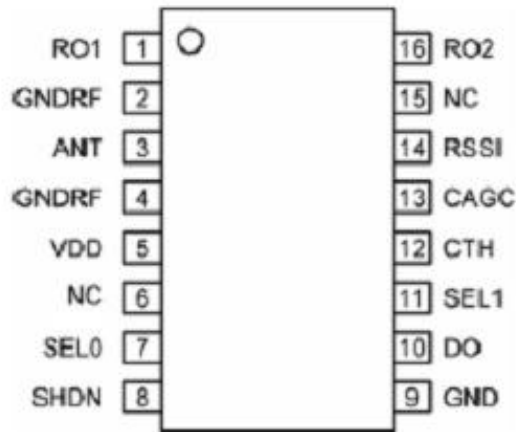 RO1 1 16 RO2
GNDRF 2 15 NC
ANT 3 14 RSSI
GNDRF 4 13 CAGC
VDD 5 12 CTH
NC 6 11 SEL1
SEL0 7 10 DO
SHDN 8 9 GND